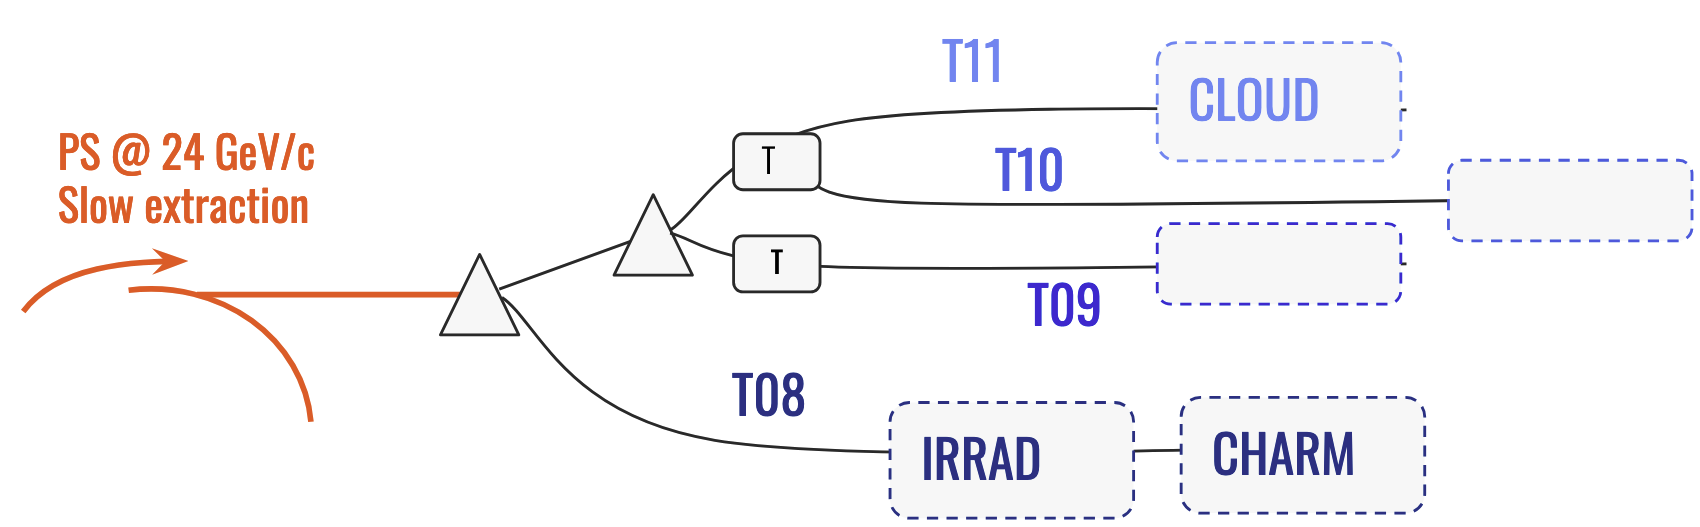 PS @ 24 GeV/c
Slow extraction
T11
CLOUD
T
T10
T
T09
T08
IRRAD
CHARM